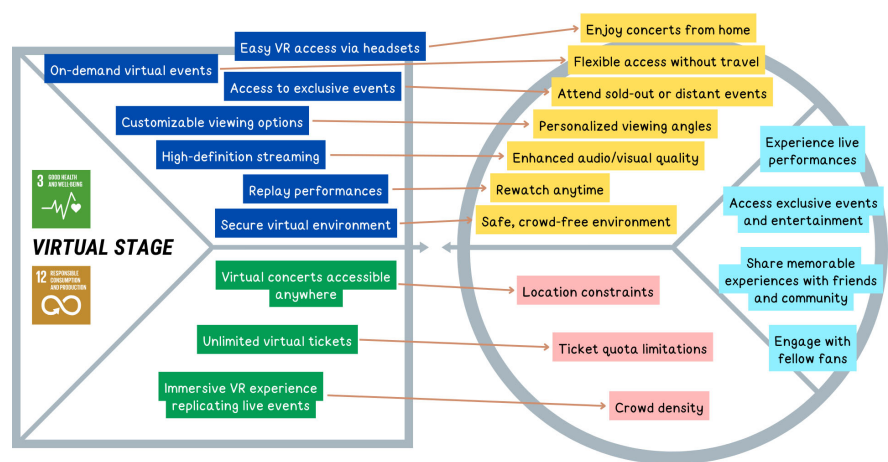 Easy VR access via headsets
On-demand virtual events
Access to exclusive events
Customizable viewing options
High-definition streaming
Replay performances
Secure virtual environment
3 GOOD HEALTH
AND WELL-BEING
VIRTUAL STAGE
12 RESPONSIBLE
CONSUMPTION
AND PRODUCTION
Virtual concerts accessible
anywhere
Unlimited virtual tickets
Immersive VR experience
replicating live events
Enjoy concerts from home
Flexible access without travel
Attend sold-out or distant events
Personalized viewing angles
Enhanced audio/visual quality
Rewatch anytime
Safe, crowd-free environment
Location constraints
Ticket quota limitations
Crowd density
Experience live
performances
Access exclusive events
and entertainment
Share memorable
experiences with friends
and community
Engage with
fellow fans